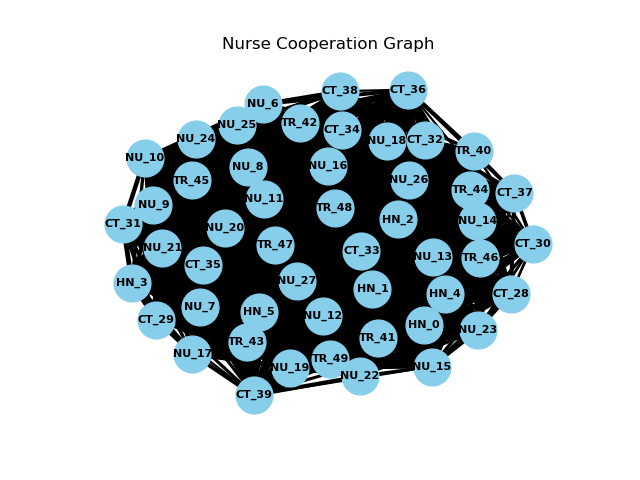 Nurse Cooperation Graph
CT_38
CT_36
NU_6
TR_42
NU_25
CT_34
NU_24
NU_18
CT_32
TR_40
NU_10
NU_8
NU_16
TR_45
NU_26
TR_44
CT_37
NU_11
NU_9
TR_48
HN_2
NU_14
CT_31
NU_20
TR_47
CT_30
NU_21
CT_33
NU_13
TR_46
CT_35
HN_3
NU_27
HN_1
HN_4
CT_28
NU_7
HN_5
NU_12
CT_29
HN_0
NU_23
TR_43
TR_41
NU_17
TR_49
NU_19
NU_15
NU_22
CT_39